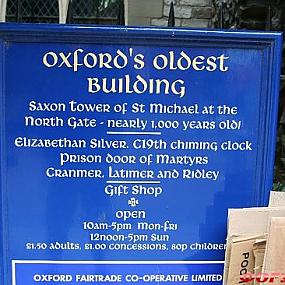 Oxford's Oldest
Building
Saxon Tower of St Michael at the
North Gate - nearly 1,000 years old!
Elizabethan Silver, C19th chiming clock
Prison door of Martyrs
Cranmer, Latimer and Ridley
Gift Shop
open
10am-5pm Mon-Fri
12noon-5pm Sun
£1.50 adults, £1.00 concessions, 80p children
OXFORD FAIRTRADE CO-OPERATIVE LIMITED